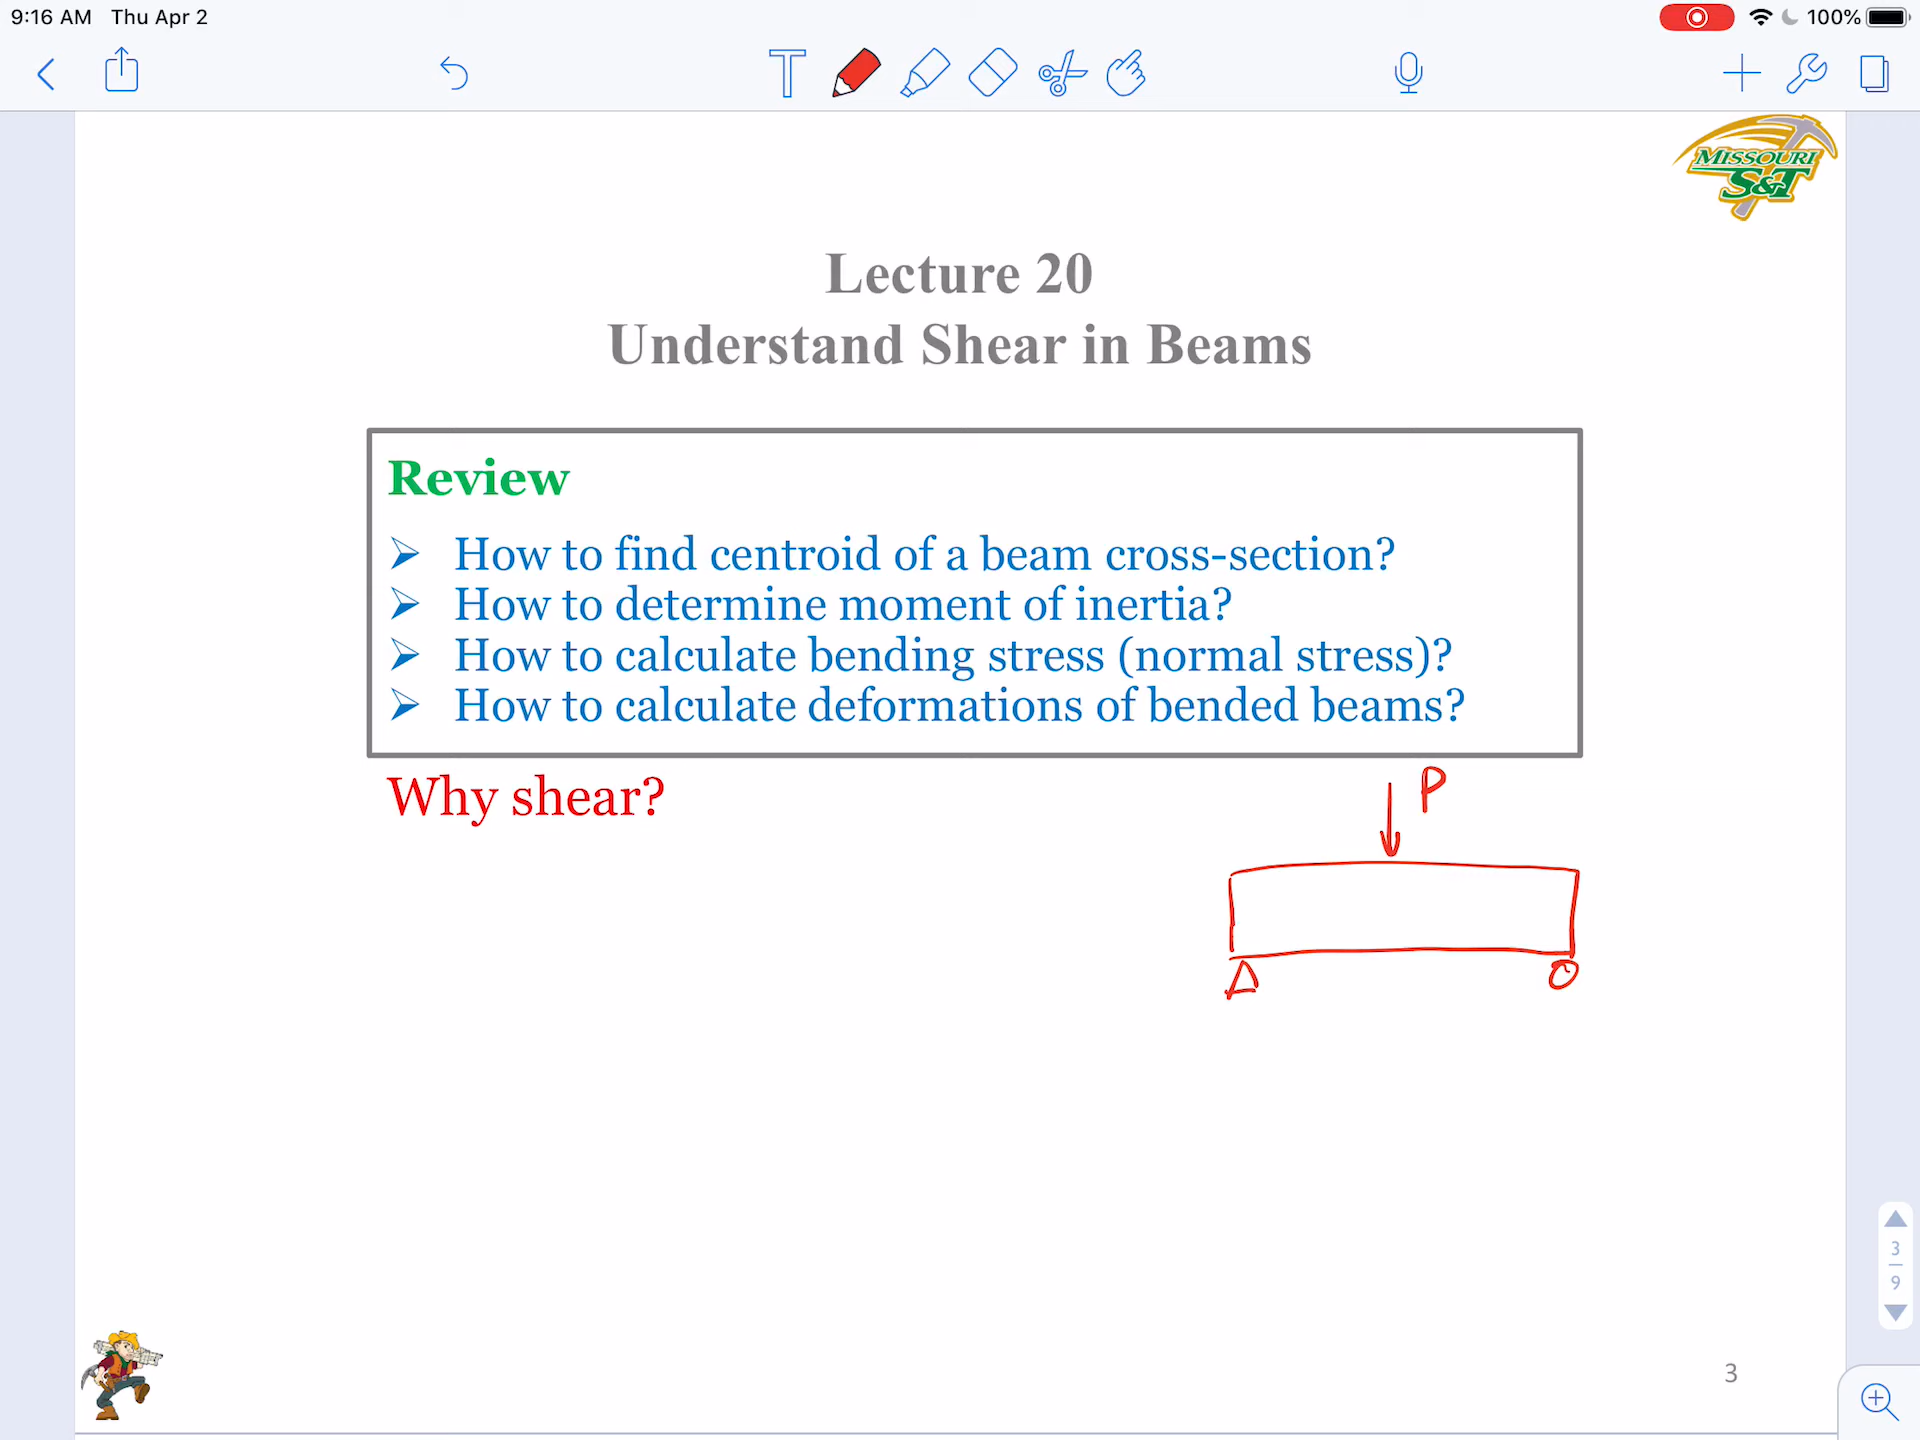 9:16 AM Thu Apr 2 100%
T
MISSOURI
S&T
Lecture 20
Understand Shear in Beams
Review
How to find centroid of a beam cross-section?
How to determine moment of inertia?
How to calculate bending stress (normal stress)?
How to calculate deformations of bended beams?
Why shear?
P
3
9
3